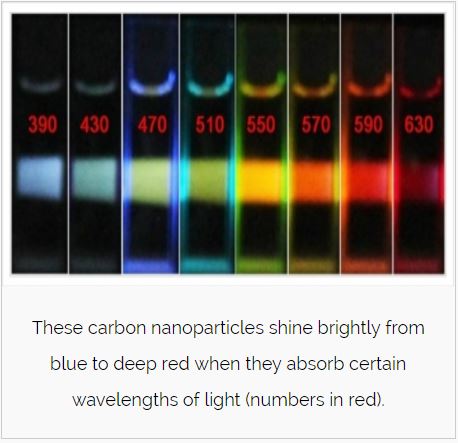 390 430 470 510 550 570 590 630
These carbon nanoparticles shine brightly from
blue to deep red when they absorb certain
wavelengths of light (numbers in red).